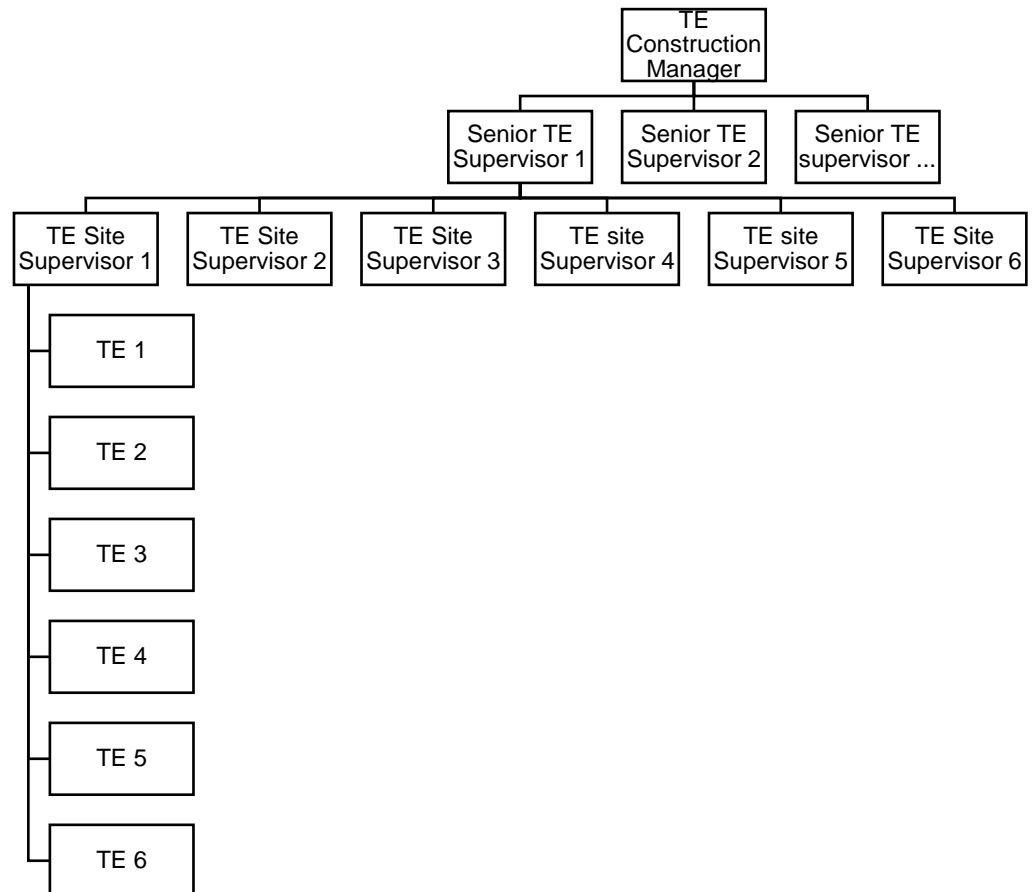 TE
Construction
Manager
Senior TE
Supervisor 1
Senior TE
Supervisor 2
Senior TE
supervisor ...
TE Site
Supervisor 1
TE Site
Supervisor 2
TE Site
Supervisor 3
TE site
Supervisor 4
TE site
Supervisor 5
TE Site
Supervisor 6
TE 1
TE 2
TE 3
TE 4
TE 5
TE 6